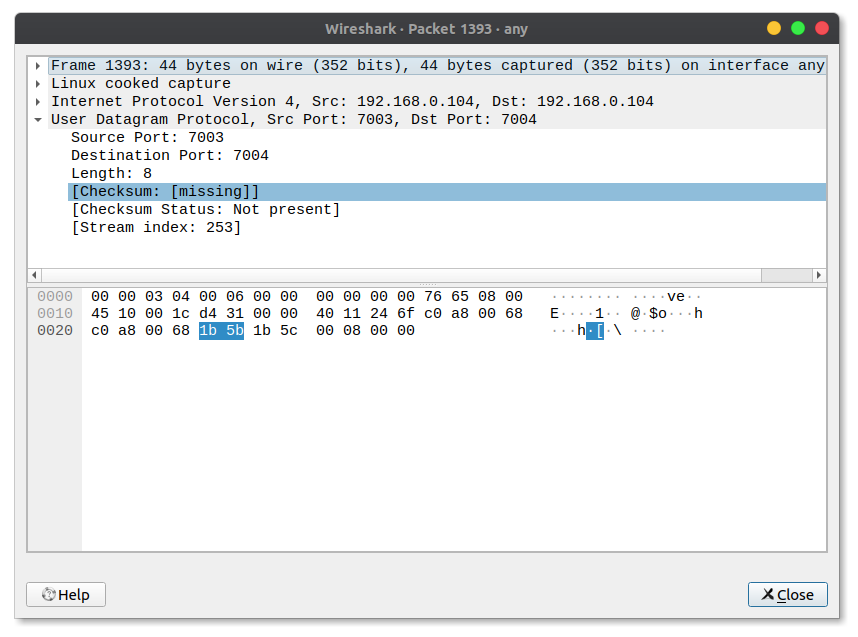 Wireshark · Packet 1393 · any
Frame 1393: 44 bytes on wire (352 bits), 44 bytes captured (352 bits) on interface any
Linux cooked capture
Internet Protocol Version 4, Src: 192.168.0.104, Dst: 192.168.0.104
User Datagram Protocol, Src Port: 7003, Dst Port: 7004
Source Port: 7003
Destination Port: 7004
Length: 8
[Checksum: [missing]]
[Checksum Status: Not present]
[Stream index: 253]
0000 00 00 03 04 00 06 00 00 00 00 00 00 76 65 08 00 ········ ····ve··
0010 45 10 00 1c d4 31 00 00 40 11 24 6f c0 a8 00 68 E····1·· @·$o···h
0020 c0 a8 00 68 1b 5b 1b 5c 00 08 00 00 ···h·[·\ ····
Help
Close